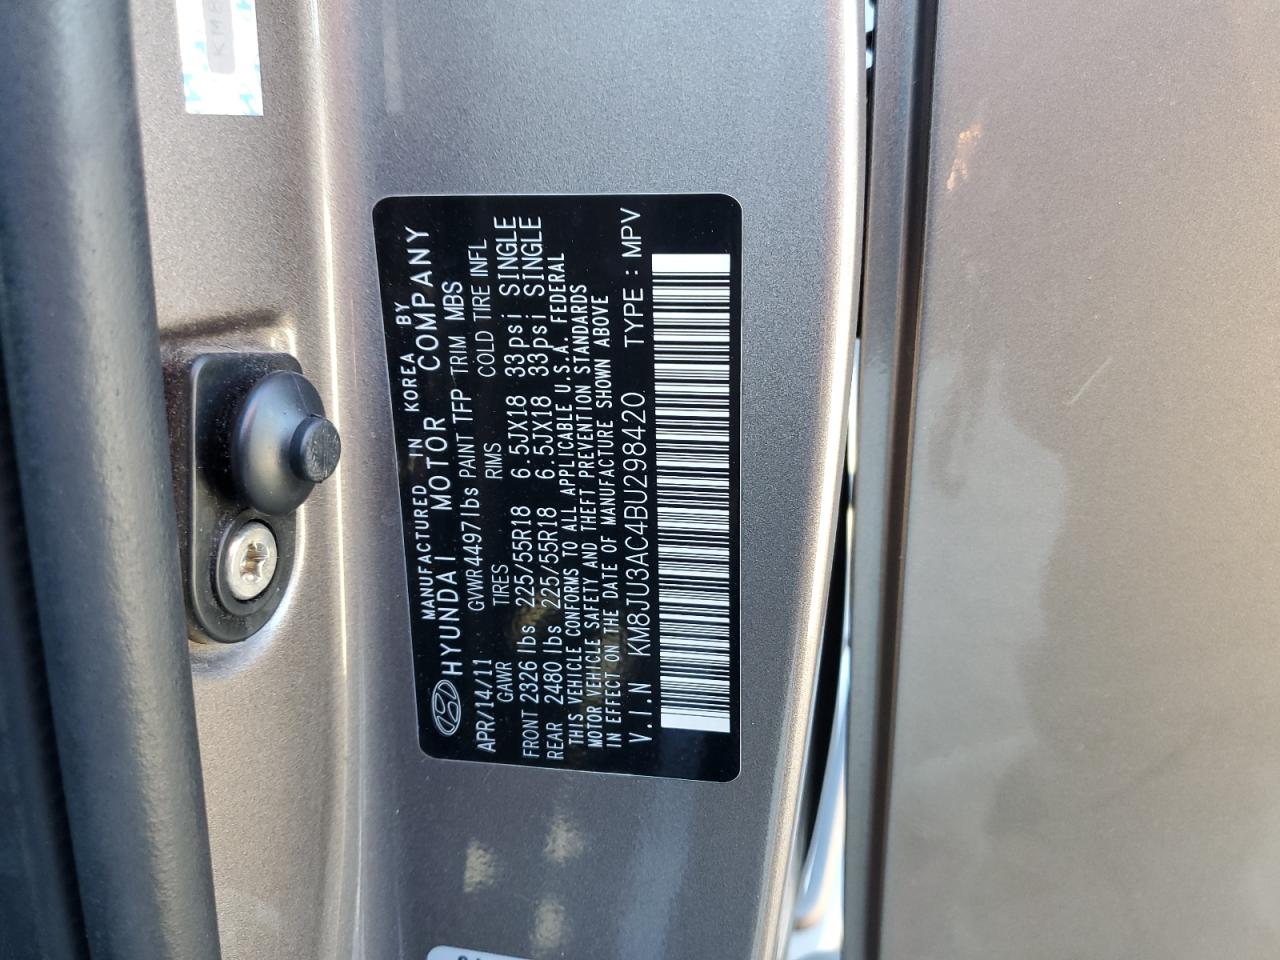 MANUFACTURED IN KOREA BY
HYUNDAI MOTOR COMPANY
APR/14/11 GVWR 4497lbs PAINT TFP TRIM MBS
GAWR TIRES RIMS COLD TIRE INFL
FRONT 2326 lbs 225/55R18 6.5JX18 33psi SINGLE
REAR 2480 lbs 225/55R18 6.5JX18 33psi SINGLE
THIS VEHICLE CONFORMS TO ALL APPLICABLE U.S.A. FEDERAL
MOTOR VEHICLE SAFETY AND THEFT PREVENTION STANDARDS
IN EFFECT ON THE DATE OF MANUFACTURE SHOWN ABOVE
V.I.N KM8JU3AC4BU298420 TYPE : MPV